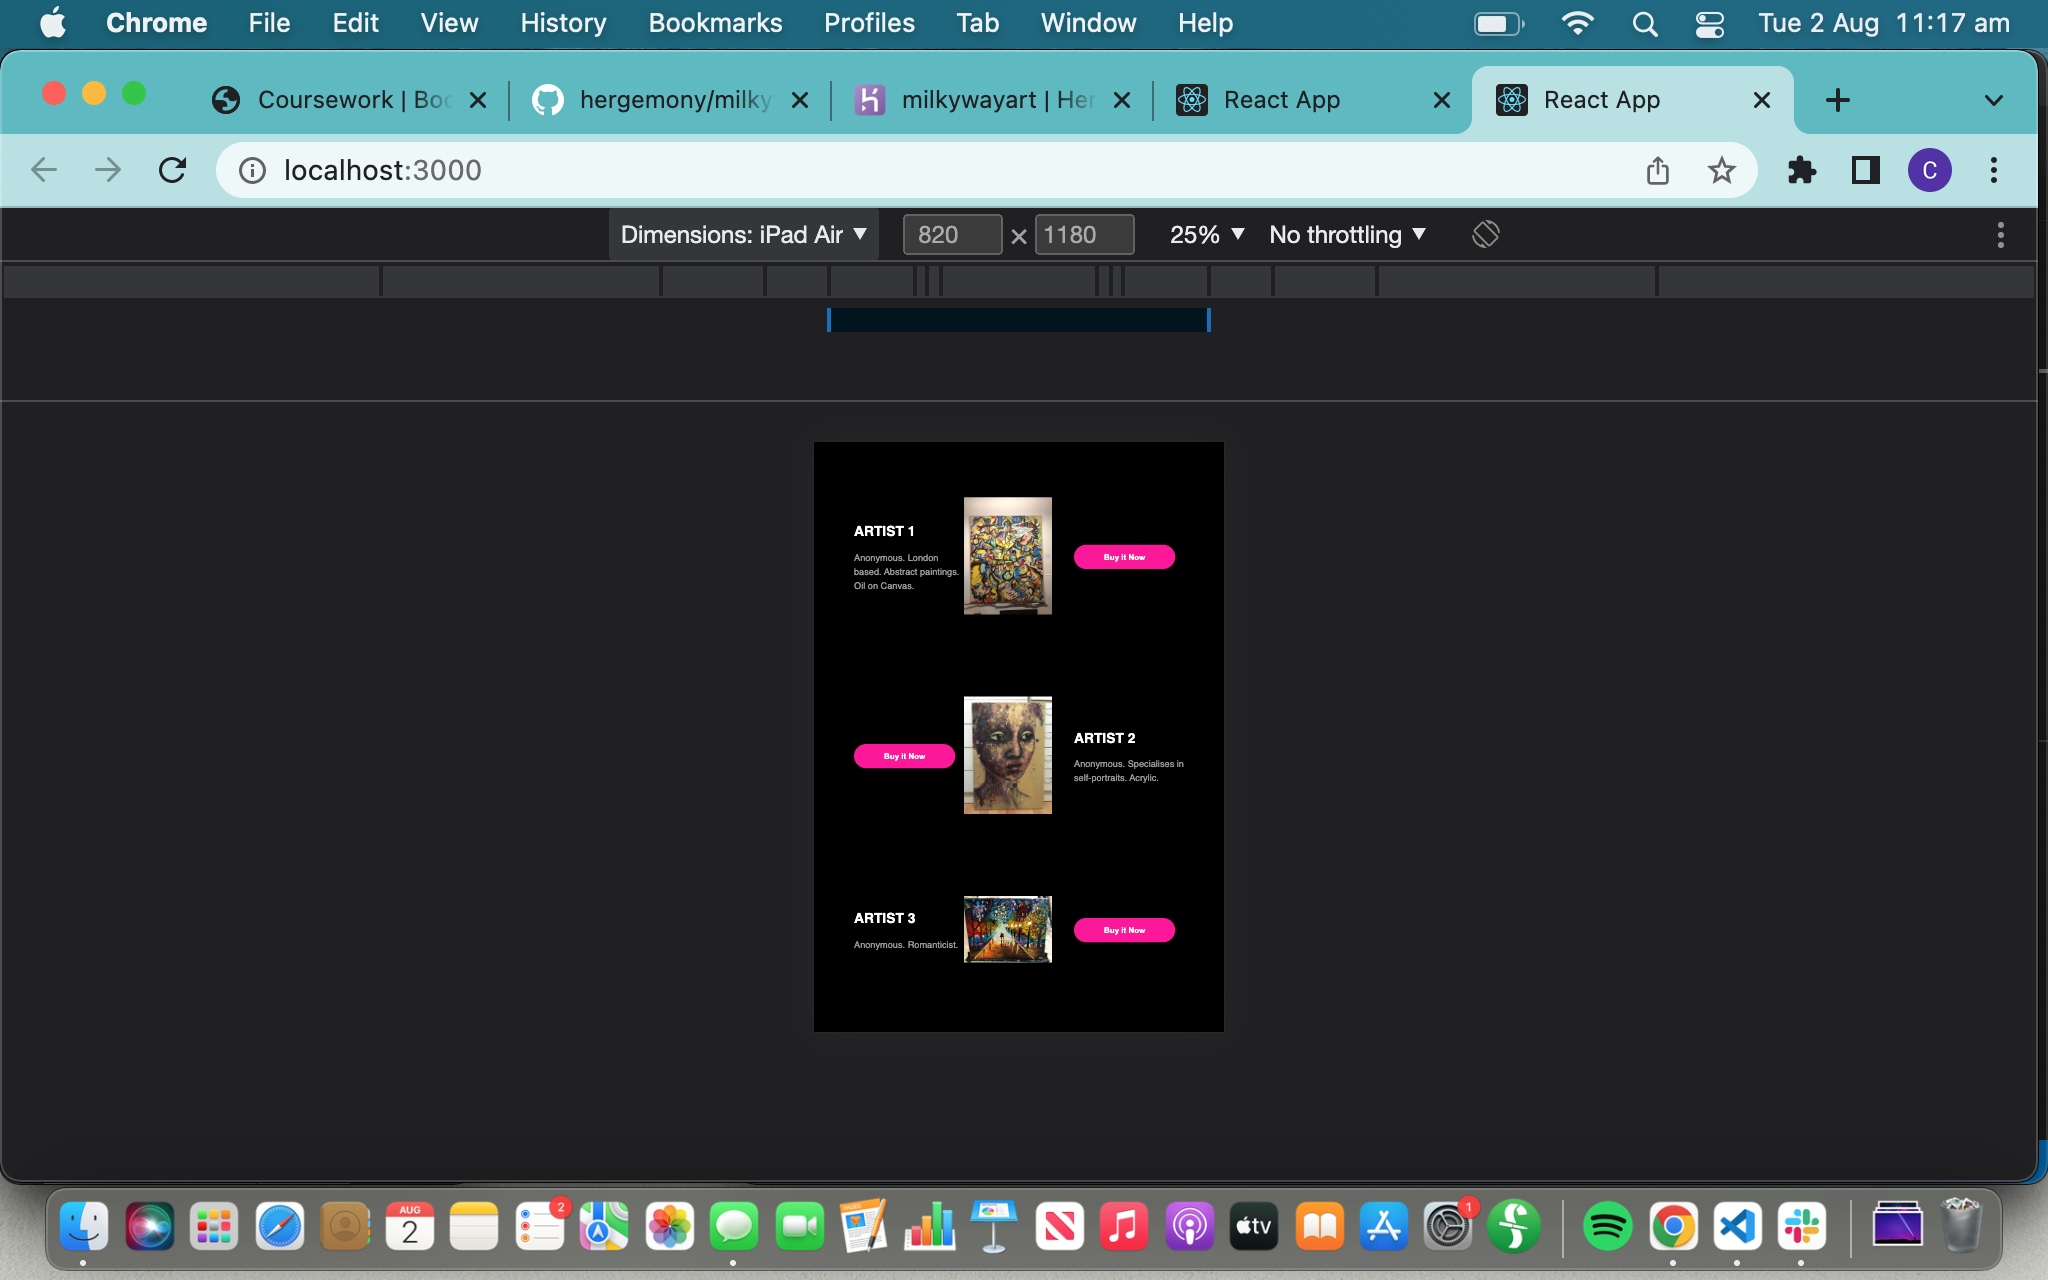 Chrome File Edit View History Bookmarks Profiles Tab Window Help Tue 2 Aug 11:17 am
Coursework | Boo hergemony/milky milkywayart | Her React App React App
localhost:3000 C
Dimensions: iPad Air 820 × 1180 25% No throttling
ARTIST 1
Anonymous. London
based. Abstract paintings.
Oil on Canvas.
Buy it Now
Buy it Now
ARTIST 2
Anonymous. Specialises in
self-portraits. Acrylic.
ARTIST 3
Anonymous. Romanticist.
Buy it Now
AUG
2
2
PAGES
tv
1